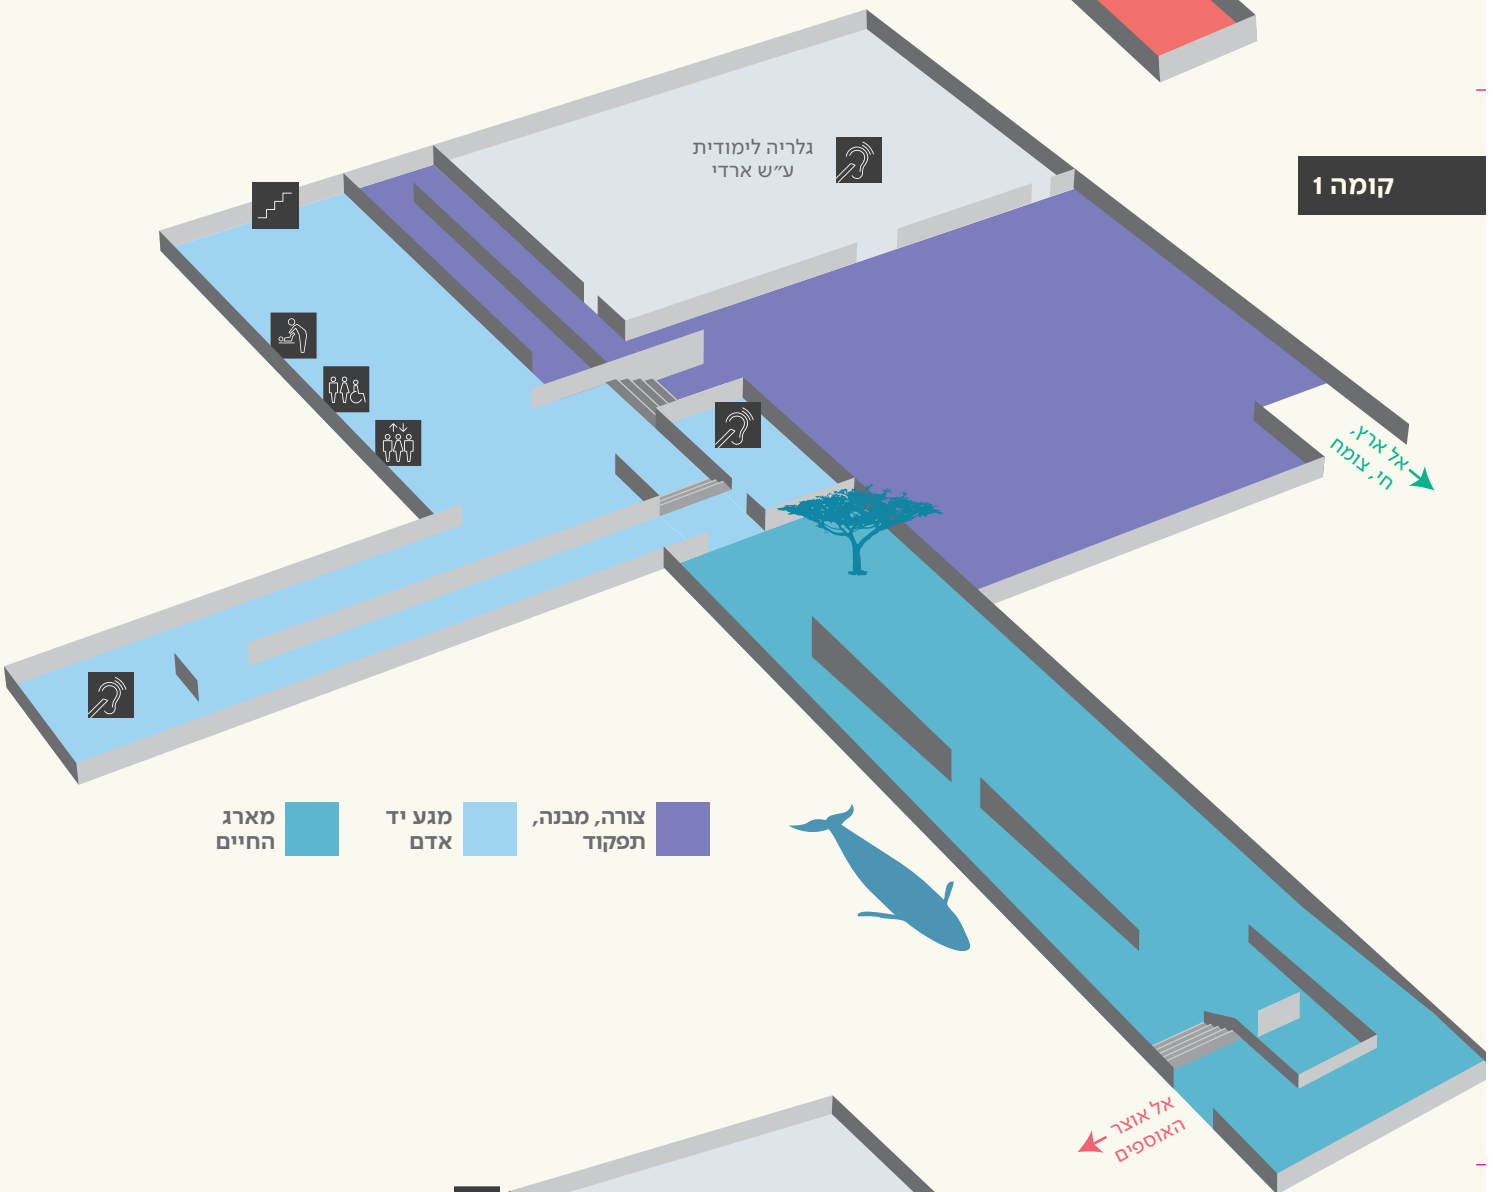 גלריה לימודית
ע״ש ארדי
קומה 1
אל ארץ,
חי, צומח
צורה, מבנה,
תפקוד
מגע יד
אדם
מארג
החיים
אל אוצר
האוספים